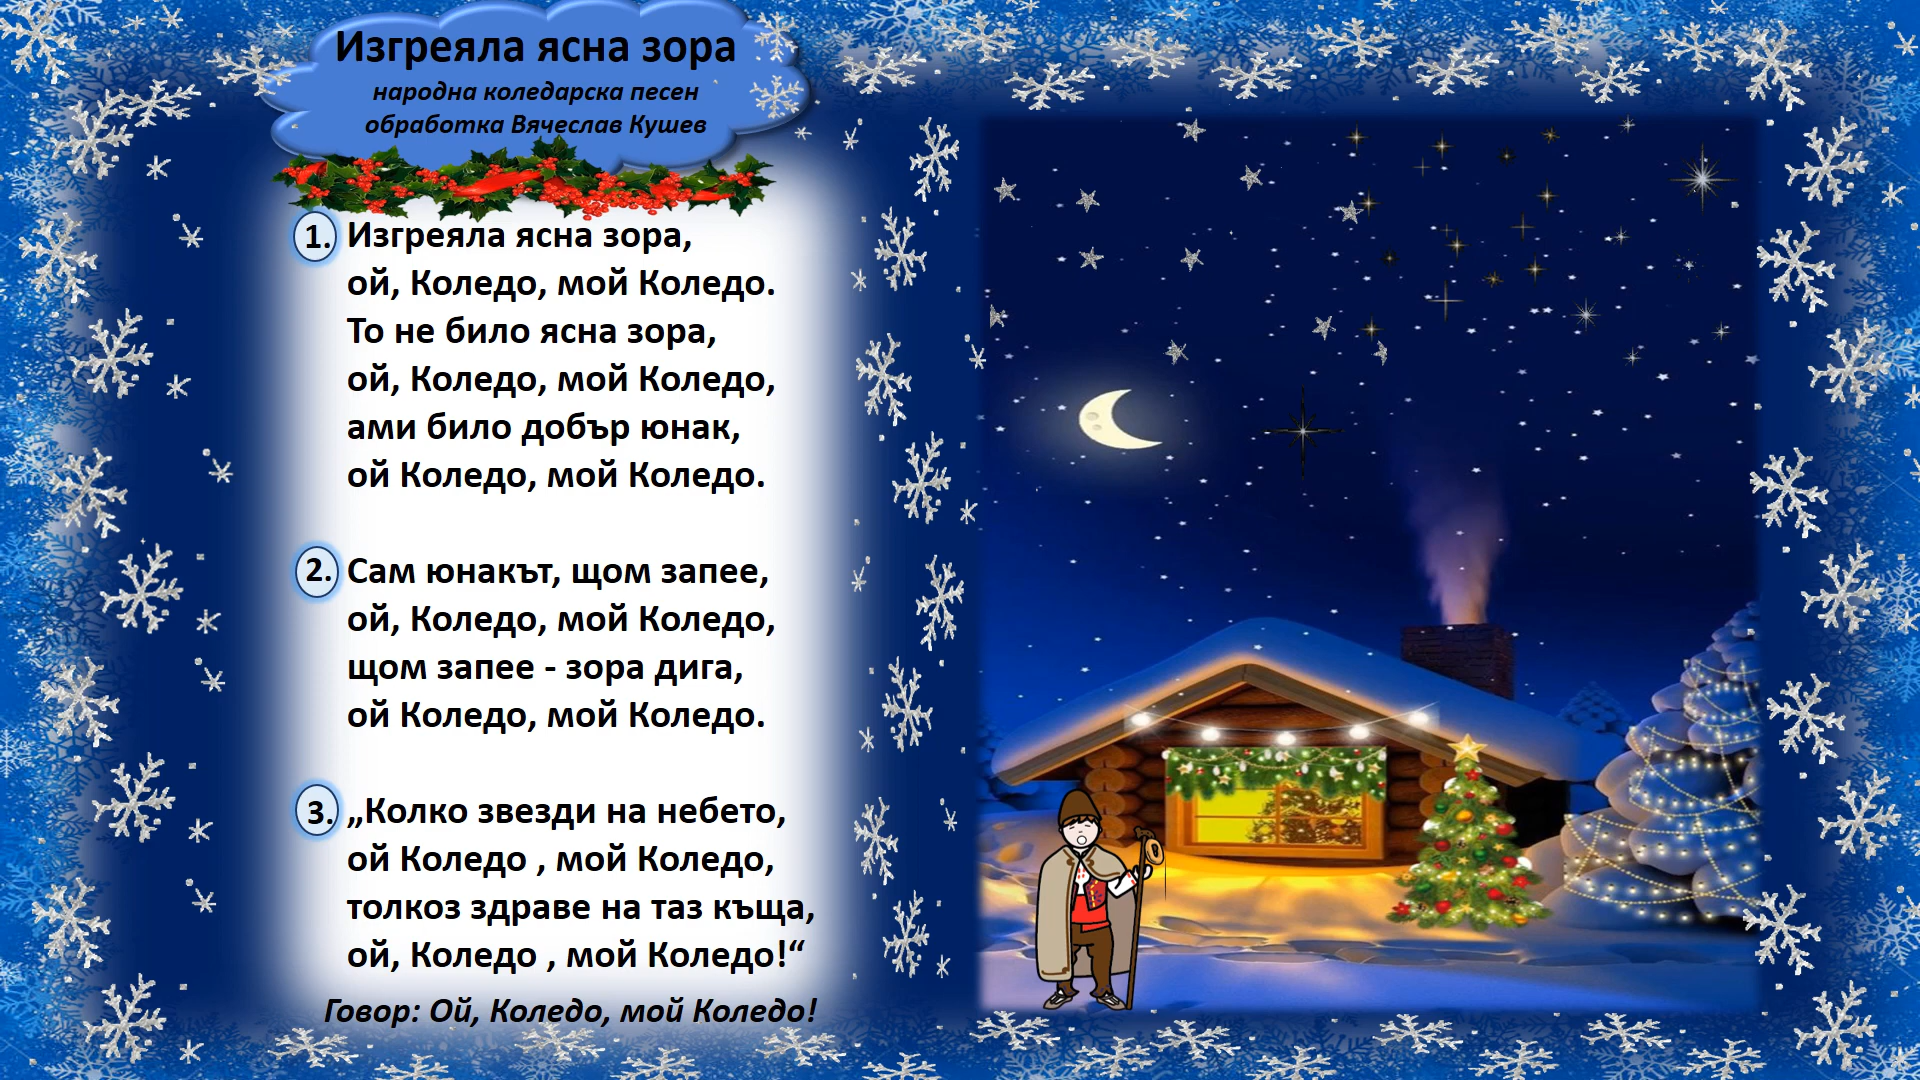 Изгреяла ясна зора
народна коледарска песен
обработка Вячеслав Кушев
1. Изгреяла ясна зора,
ой, Коледо, мой Коледо.
То не било ясна зора,
ой, Коледо, мой Коледо,
ами било добър юнак,
ой Коледо, мой Коледо.
2. Сам юнакът, щом запее,
ой, Коледо, мой Коледо,
щом запее - зора дига,
ой Коледо, мой Коледо.
3. „Колко звезди на небето,
ой Коледо , мой Коледо,
толкоз здраве на таз къща,
ой, Коледо , мой Коледо!“
Говор: Ой, Коледо, мой Коледо!